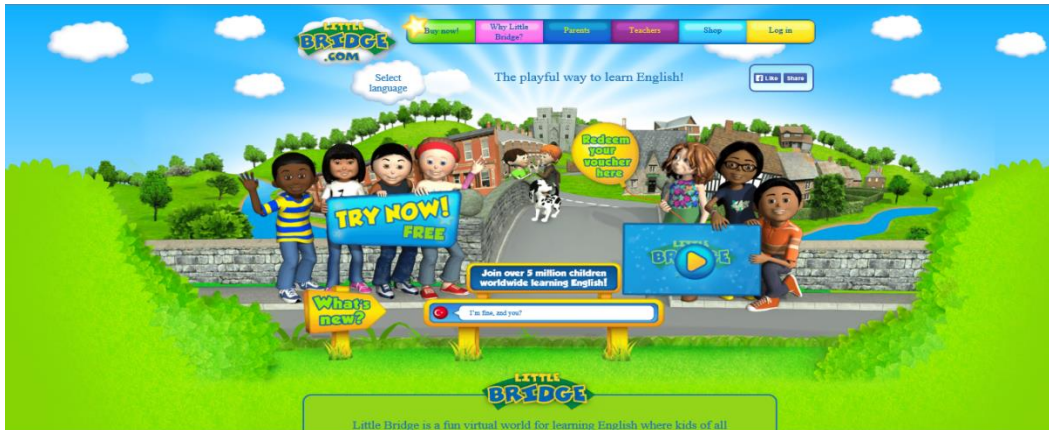 LITTLE
BRIDGE
.COM
Buy now!
Why Little
Bridge?
Parents
Teachers
Shop
Log in
Select
language
The playful way to learn English!
Like Share
Redeem
your
voucher
here
TRY NOW!
FREE
LITTLE
BRIDGE
Join over 5 million children
worldwide learning English!
What's
new?
I'm fine, and you?
LITTLE
BRIDGE
Little Bridge is a fun virtual world for learning English where kids of all